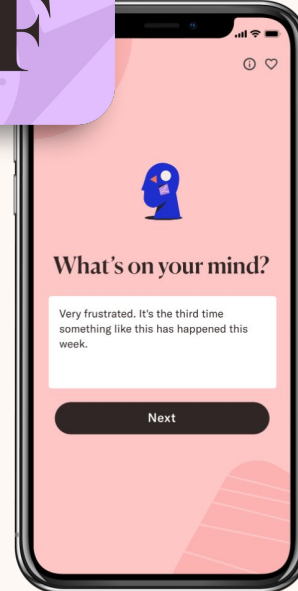 F
What's on your mind?
Very frustrated. It's the third time
something like this has happened this
week.
Next